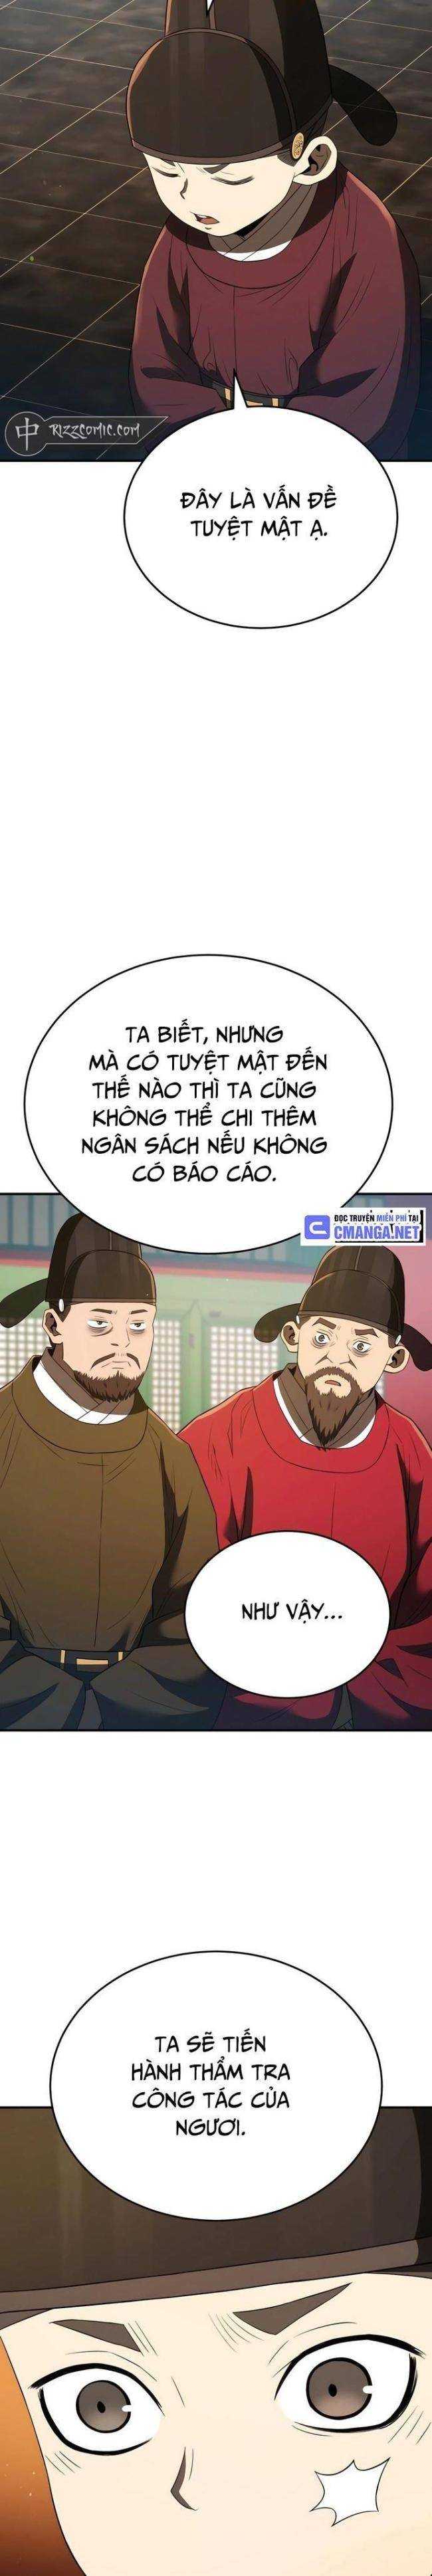 中 RIZZCOMIC.COM
ĐÂY LÀ VẤN ĐỀ
TUYỆT MẬT Ạ.
TA BIẾT, NHƯNG
MÀ CÓ TUYỆT MẬT ĐẾN
THẾ NÀO THÌ TA CŨNG
KHÔNG THỂ CHI THÊM
NGÂN SÁCH NẾU KHÔNG
CÓ BÁO CÁO.
ĐỌC TRUYỆN MIỄN PHÍ TẠI
CMANGA.NET
NHƯ VẬY...
TA SẼ TIẾN
HÀNH THẨM TRA
CÔNG TÁC CỦA
NGƯƠI.